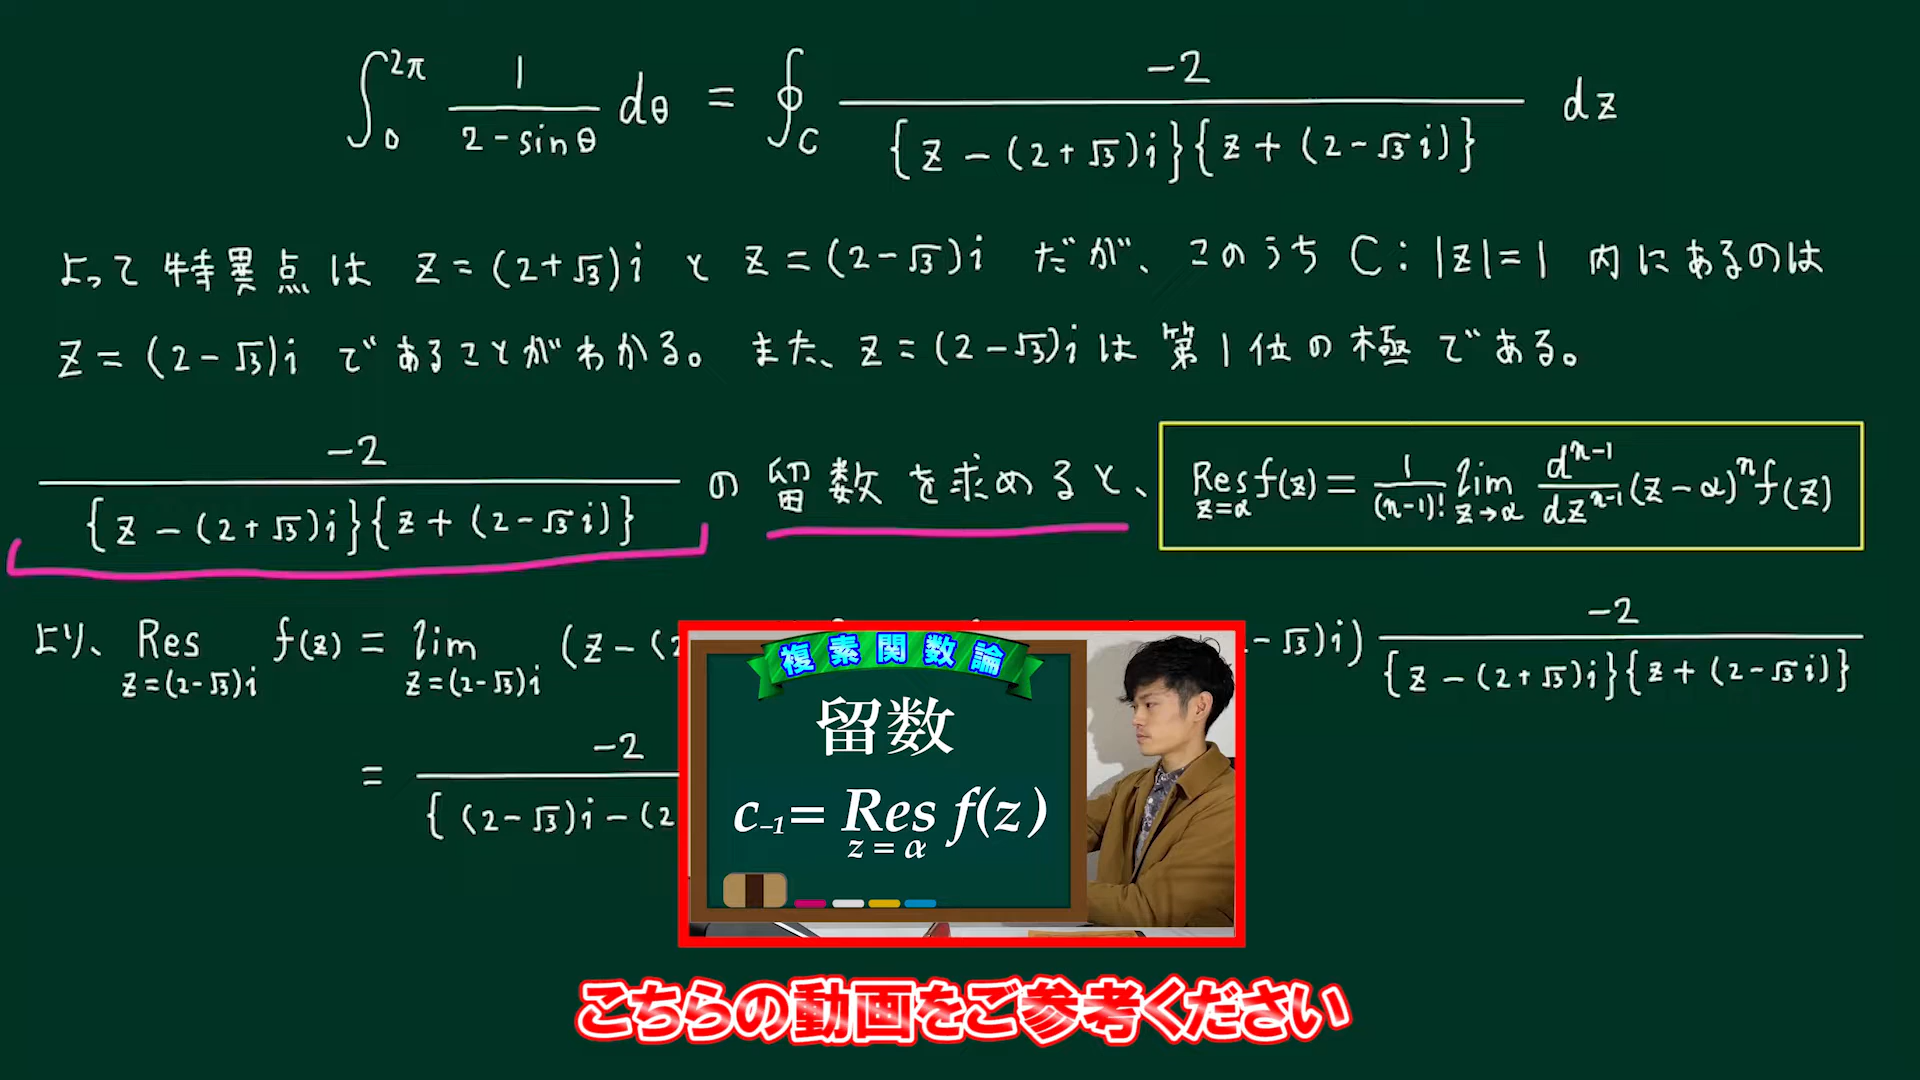 ∫₀^{2π} 1/(2-sinθ) dθ = ∮_C -2/({z-(2+√3)i}{z+(2-√3i)}) dz
よって特異点は z=(2+√3)i と z=(2-√3)i だが、このうち C:|z|=1 内にあるのは
z=(2-√3)i であることがわかる。また、z=(2-√3)i は第1位の極である。
-2/({z-(2+√3)i}{z+(2-√3i)}) の留数を求めると、 Res_{z=α} f(z) = 1/(n-1)! lim_{z→α} d^{n-1}/dz^{n-1} (z-α)^n f(z)
より、Res_{z=(2-√3)i} f(z) = lim_{z=(2-√3)i} (z-(2 -√3)i) -2/({z-(2+√3)i}{z+(2-√3i)})
= -2/{(2-√3)i-(2
複素関数論
留数
c₋₁ = Res_{z=α} f(z)
こちらの動画をご参考ください